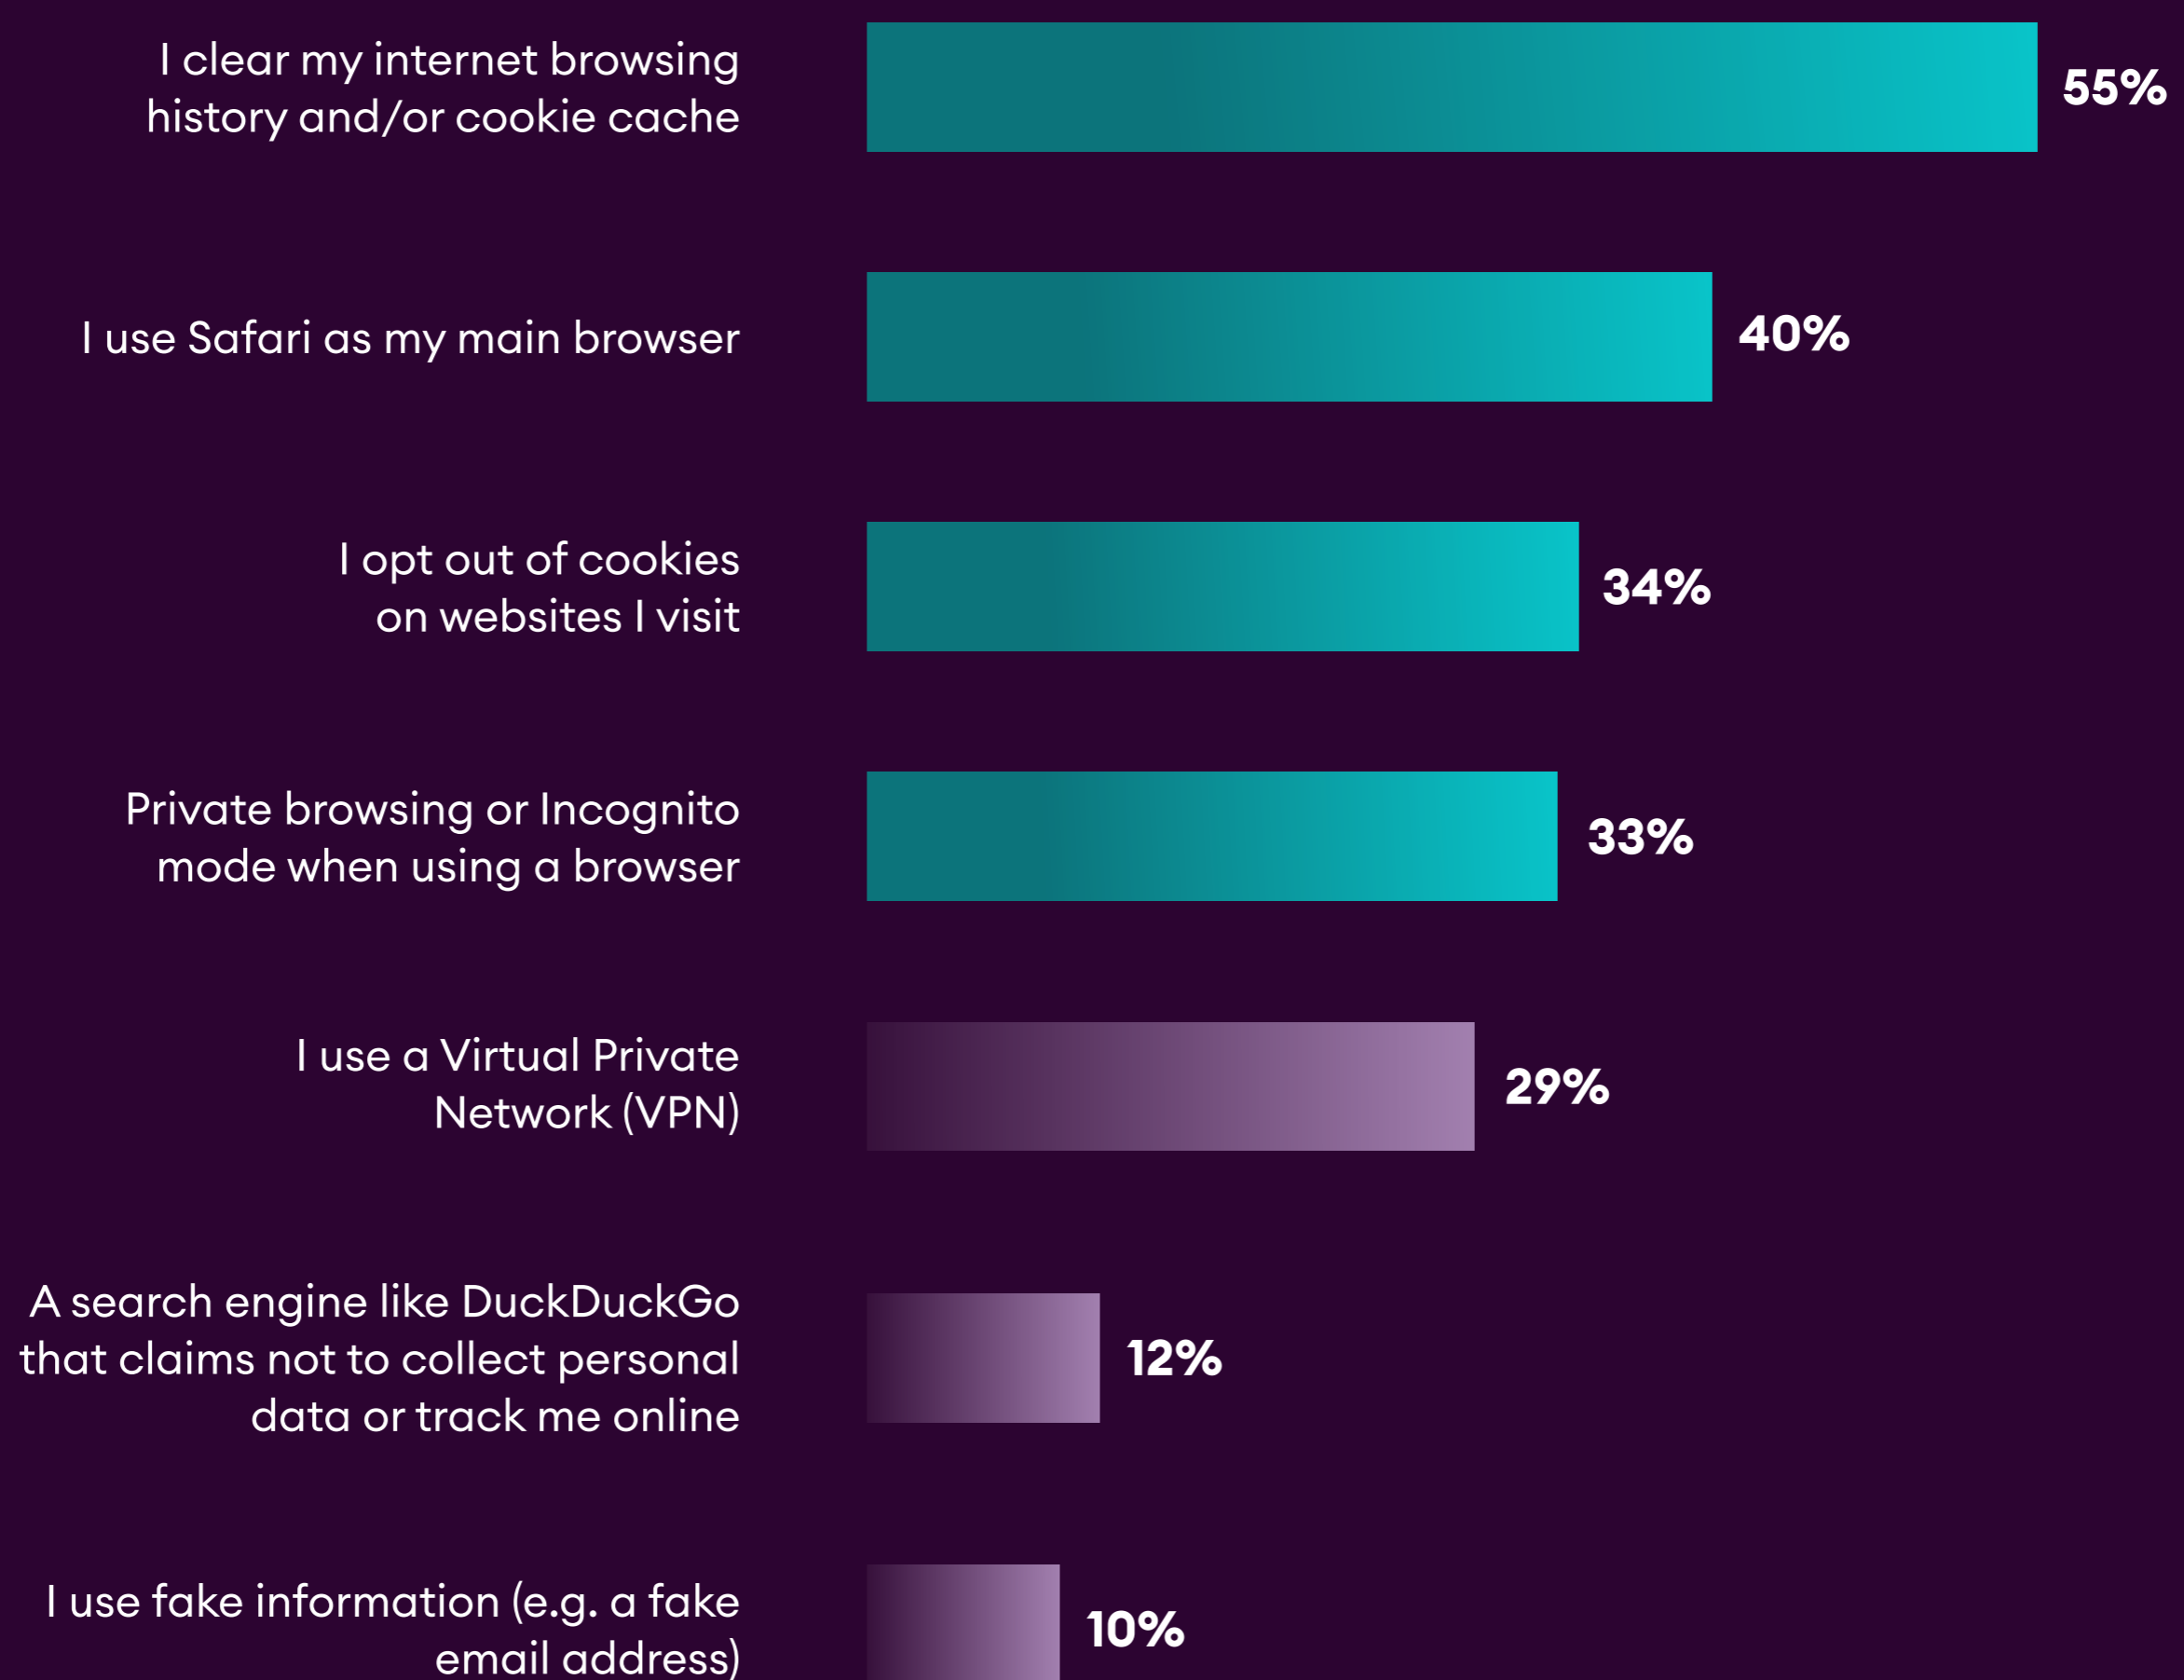 I clear my internet browsing
history and/or cookie cache
55%
I use Safari as my main browser
40%
I opt out of cookies
on websites I visit
34%
Private browsing or Incognito
mode when using a browser
33%
I use a Virtual Private
Network (VPN)
29%
A search engine like DuckDuckGo
that claims not to collect personal
data or track me online
12%
I use fake information (e.g. a fake
email address)
10%